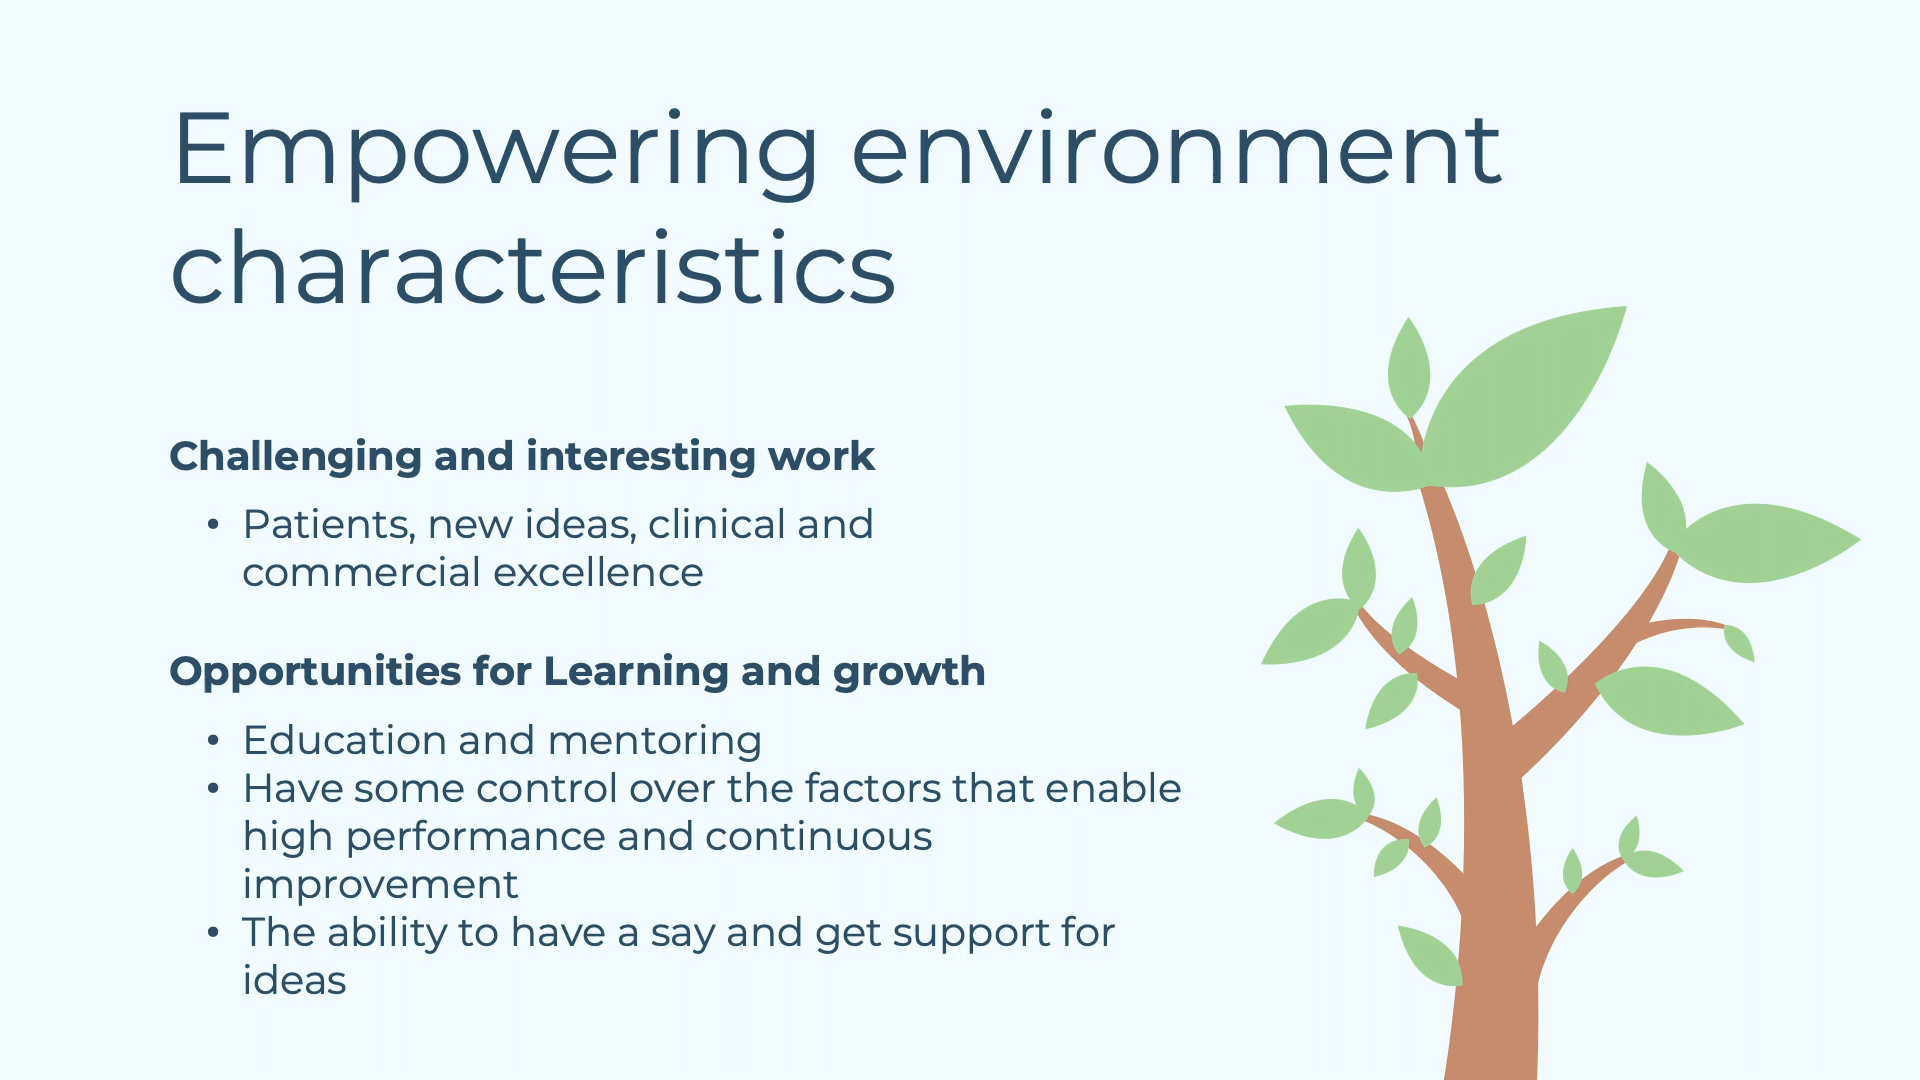 Empowering environment
characteristics
Challenging and interesting work
• Patients, new ideas, clinical and
commercial excellence
Opportunities for Learning and growth
• Education and mentoring
• Have some control over the factors that enable
high performance and continuous
improvement
• The ability to have a say and get support for
ideas